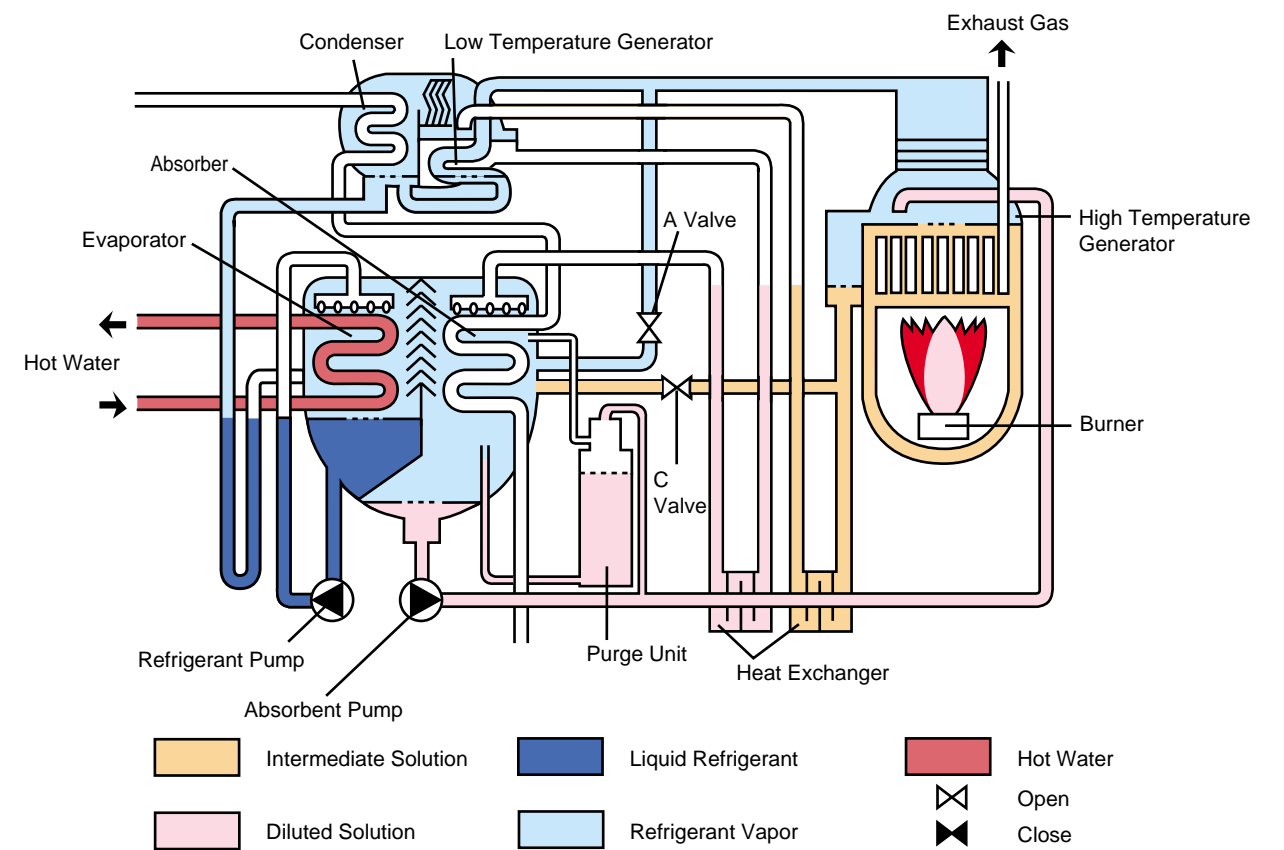 Exhaust Gas
Condenser
Low Temperature Generator
Absorber
A Valve
High Temperature
Generator
Evaporator
Hot Water
Burner
C
Valve
Refrigerant Pump
Purge Unit
Heat Exchanger
Absorbent Pump
Intermediate Solution
Liquid Refrigerant
Hot Water
Open
Diluted Solution
Refrigerant Vapor
Close